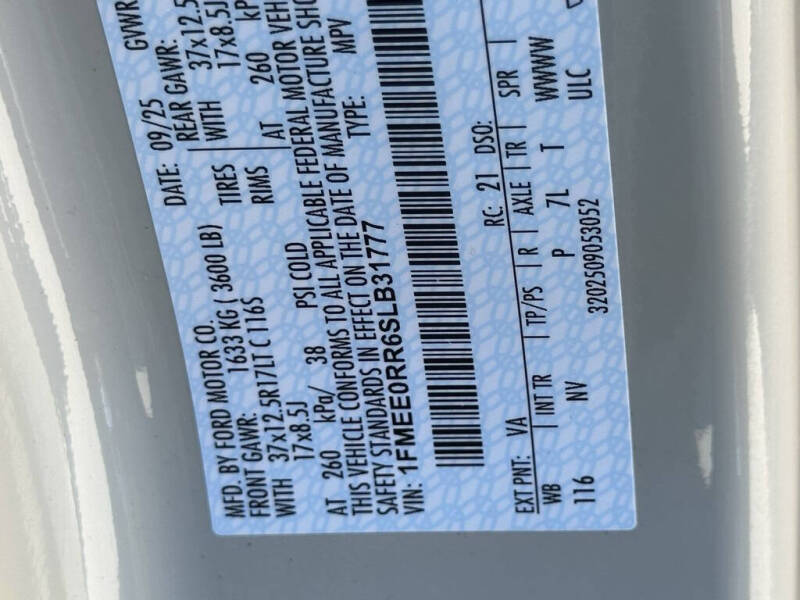 MFD. BY FORD MOTOR CO.
DATE: 09/25 GVWR
FRONT GAWR: 1633 KG ( 3600 LB) REAR GAWR:
WITH 37x12.5R17LT C 116S TIRES WITH 37x12.5
17x8.5J RIMS 17x8.5J
AT 260 kPa/ 38 PSI COLD AT 260 kP
THIS VEHICLE CONFORMS TO ALL APPLICABLE FEDERAL MOTOR VEH
SAFETY STANDARDS IN EFFECT ON THE DATE OF MANUFACTURE SHO
VIN: 1FMEE0RR6SLB31777 TYPE: MPV
EXT PNT: VA RC: 21 DSO:
WB INT TR TP/PS R AXLE TR SPR
116 NV P 7L T WWWW
3202509053052 ULC